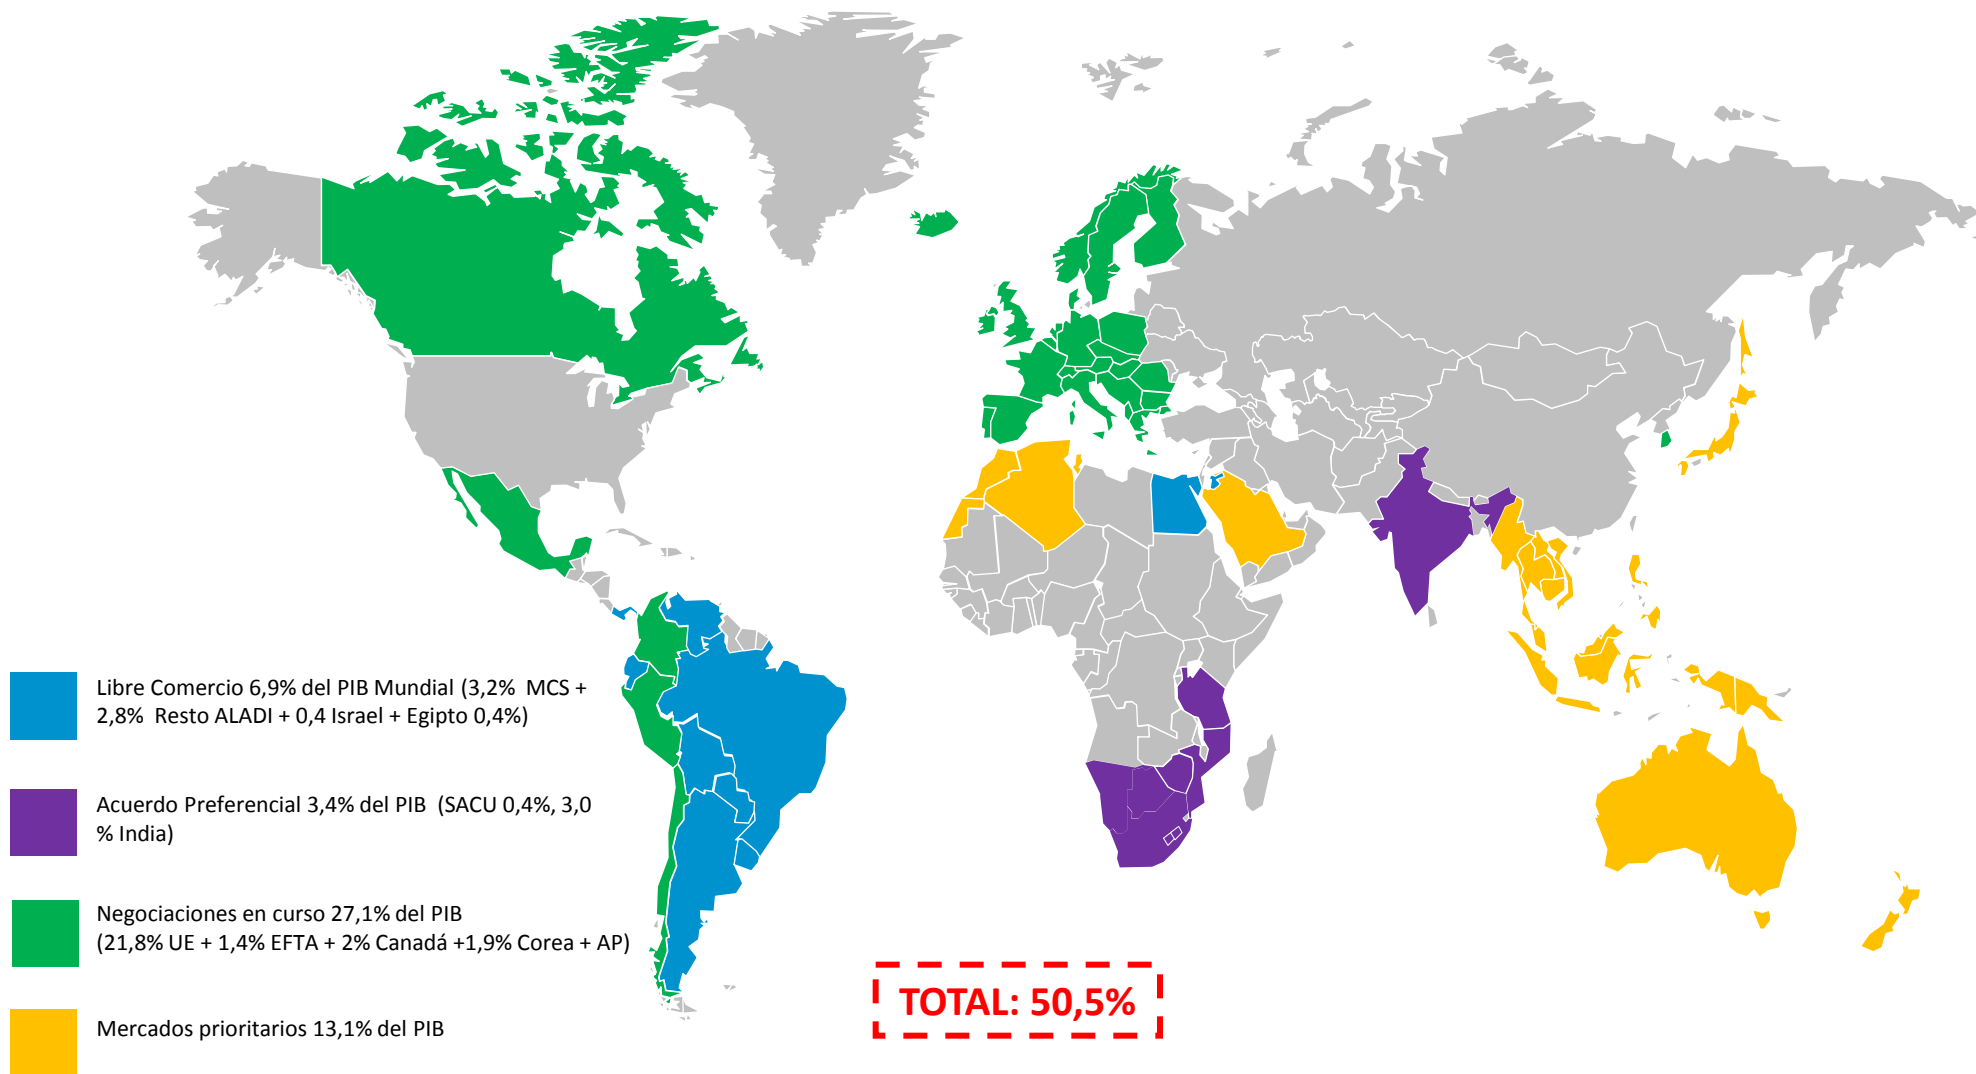 Libre Comercio 6,9% del PIB Mundial (3,2% MCS +
2,8% Resto ALADI + 0,4 Israel + Egipto 0,4%)
Acuerdo Preferencial 3,4% del PIB (SACU 0,4%, 3,0
% India)
Negociaciones en curso 27,1% del PIB
(21,8% UE + 1,4% EFTA + 2% Canadá +1,9% Corea + AP)
Mercados prioritarios 13,1% del PIB
TOTAL: 50,5%